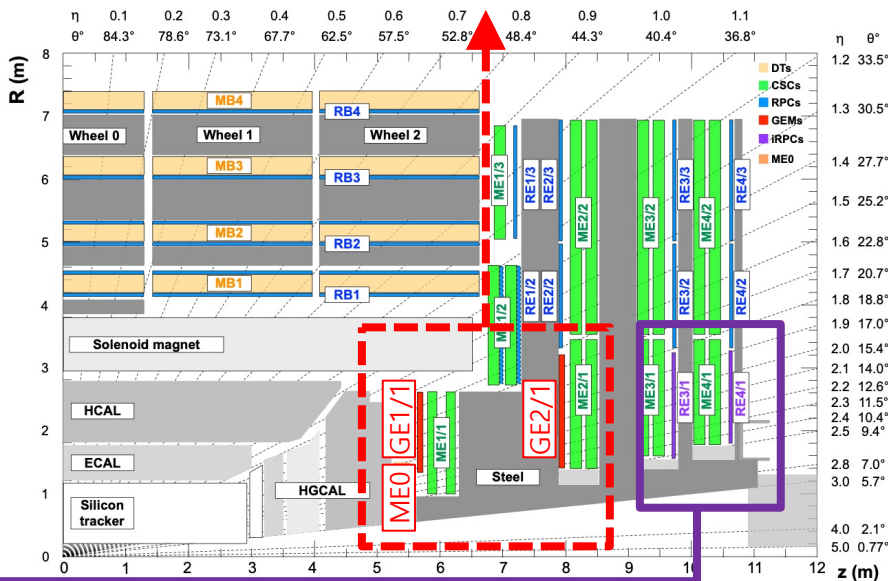 η 0.1 0.2 0.3 0.4 0.5 0.6 0.7 0.8 0.9 1.0 1.1
θ° 84.3° 78.6° 73.1° 67.7° 62.5° 57.5° 52.8° 48.4° 44.3° 40.4° 36.8° η θ°
R (m)
8
7
6
5
4
3
2
1
0
1.2 33.5°
1.3 30.5°
1.4 27.7°
1.5 25.2°
1.6 22.8°
1.7 20.7°
1.8 18.8°
1.9 17.0°
2.0 15.4°
2.1 14.0°
2.2 12.6°
2.3 11.5°
2.4 10.4°
2.5 9.4°
2.8 7.0°
3.0 5.7°
4.0 2.1°
5.0 0.77°
DTs
CSCs
RPCs
GEMs
iRPCs
ME0
MB4
RB4
Wheel 0 Wheel 1 Wheel 2
MB3
RB3
MB2
RB2
MB1
RB1
Solenoid magnet
HCAL
ECAL
Silicon
tracker
HGCAL
Steel
ME1/3
RE1/3
RE2/3
ME2/2
ME3/2
RE3/3
ME4/2
RE4/3
ME1/2
RE1/2
RE2/2
RE3/2
RE4/2
GE1/1
ME0
ME1/1
GE2/1
ME2/1
ME3/1
RE3/1
ME4/1
RE4/1
0 1 2 3 4 5 6 7 8 9 10 11 12
z (m)